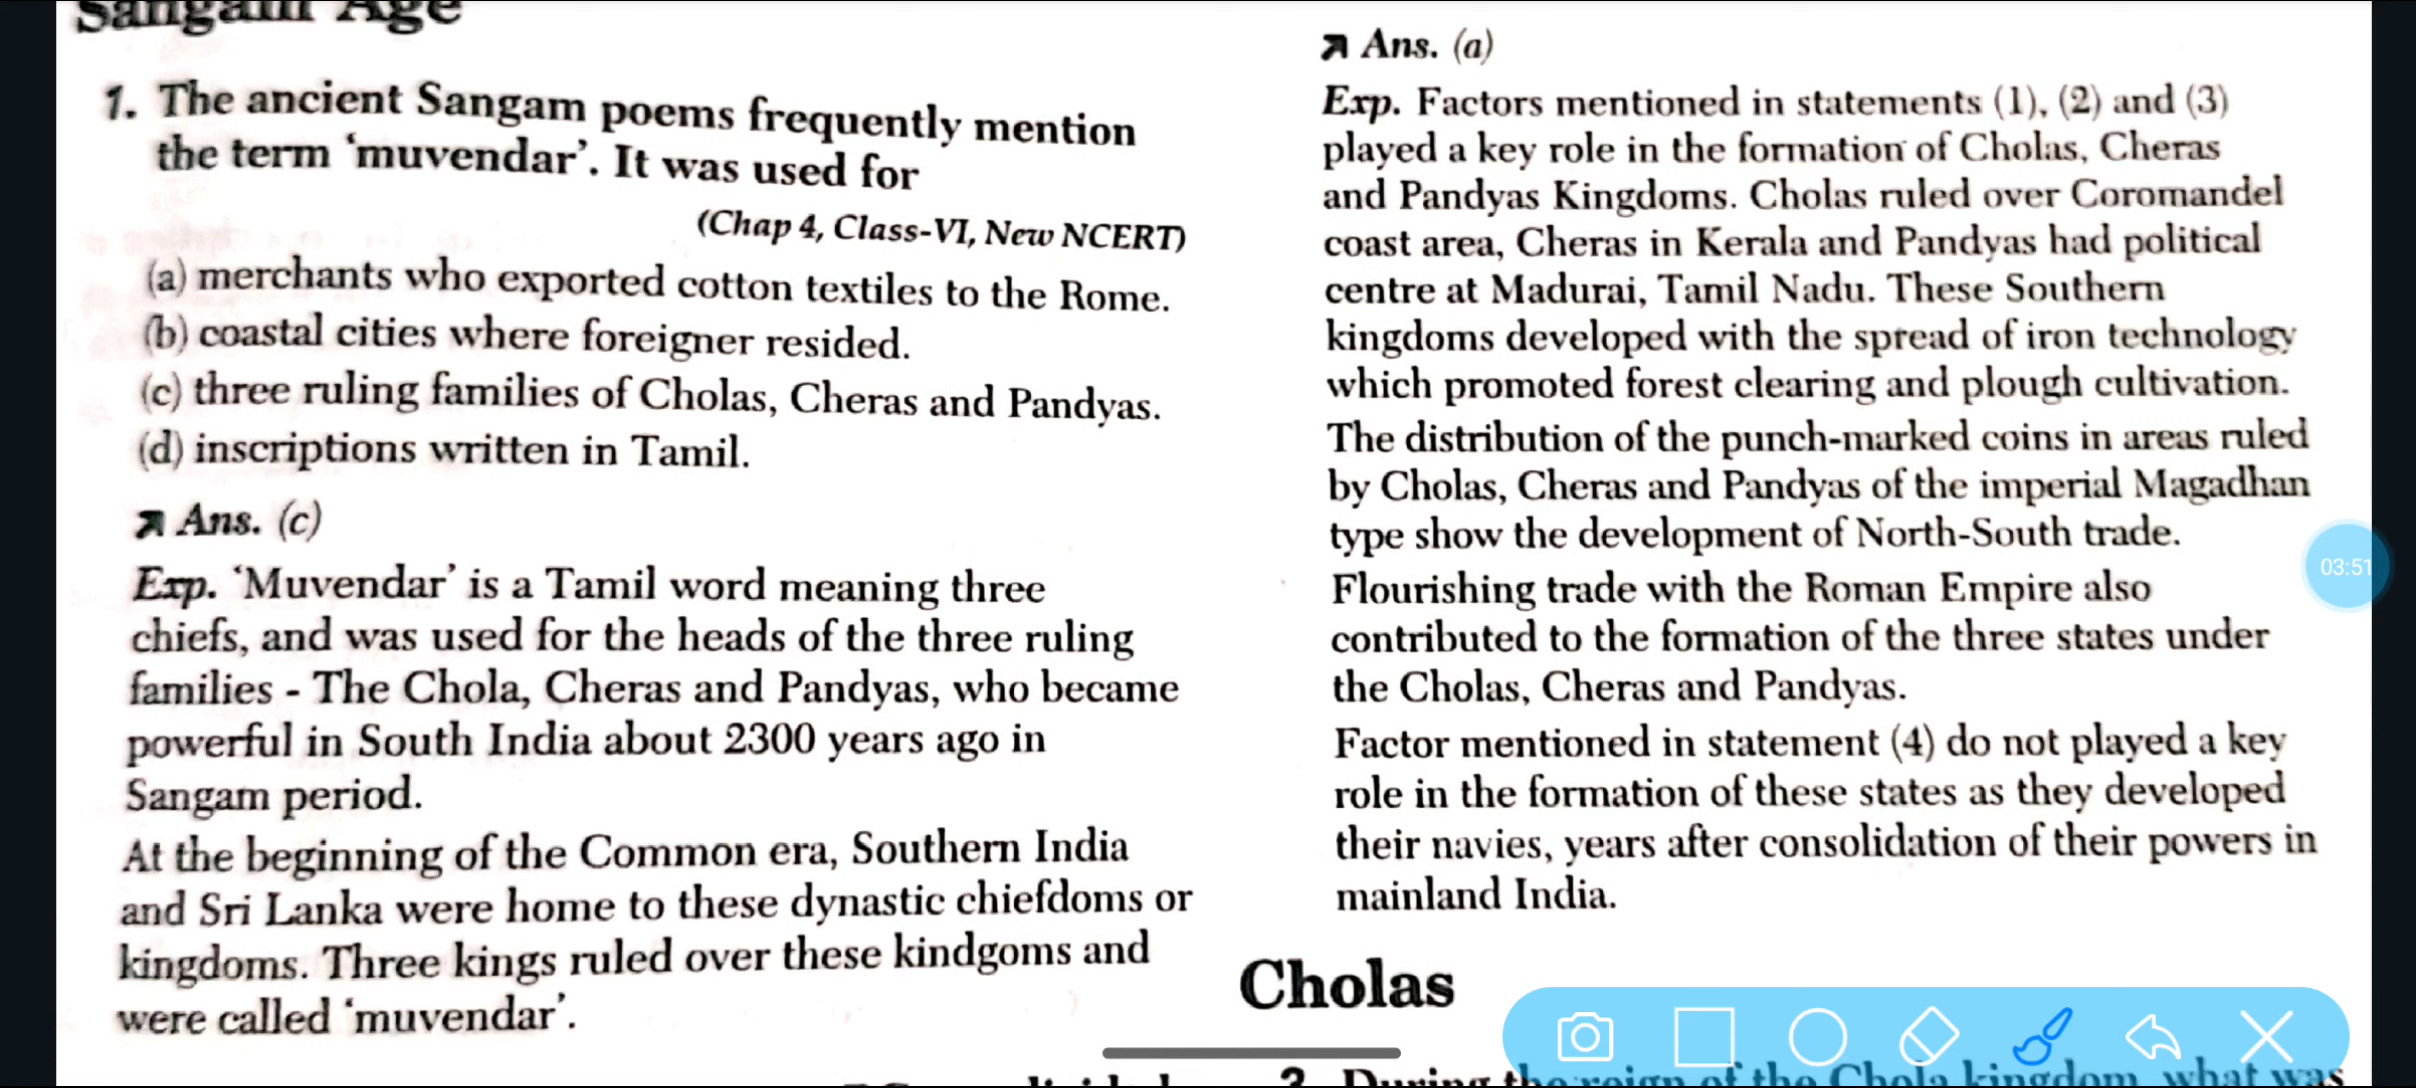 Sangam Age
1. The ancient Sangam poems frequently mention
the term ‘muvendar’. It was used for
(Chap 4, Class-VI, New NCERT)
(a) merchants who exported cotton textiles to the Rome.
(b) coastal cities where foreigner resided.
(c) three ruling families of Cholas, Cheras and Pandyas.
(d) inscriptions written in Tamil.
Ans. (c)
Exp. ‘Muvendar’ is a Tamil word meaning three
chiefs, and was used for the heads of the three ruling
families - The Chola, Cheras and Pandyas, who became
powerful in South India about 2300 years ago in
Sangam period.
At the beginning of the Common era, Southern India
and Sri Lanka were home to these dynastic chiefdoms or
kingdoms. Three kings ruled over these kindgoms and
were called ‘muvendar’.
Ans. (a)
Exp. Factors mentioned in statements (1), (2) and (3)
played a key role in the formation of Cholas, Cheras
and Pandyas Kingdoms. Cholas ruled over Coromandel
coast area, Cheras in Kerala and Pandyas had political
centre at Madurai, Tamil Nadu. These Southern
kingdoms developed with the spread of iron technology
which promoted forest clearing and plough cultivation.
The distribution of the punch-marked coins in areas ruled
by Cholas, Cheras and Pandyas of the imperial Magadhan
type show the development of North-South trade.
Flourishing trade with the Roman Empire also
contributed to the formation of the three states under
the Cholas, Cheras and Pandyas.
Factor mentioned in statement (4) do not played a key
role in the formation of these states as they developed
their navies, years after consolidation of their powers in
mainland India.
Cholas
During the reign of the Chola kingdom, what was
03:51